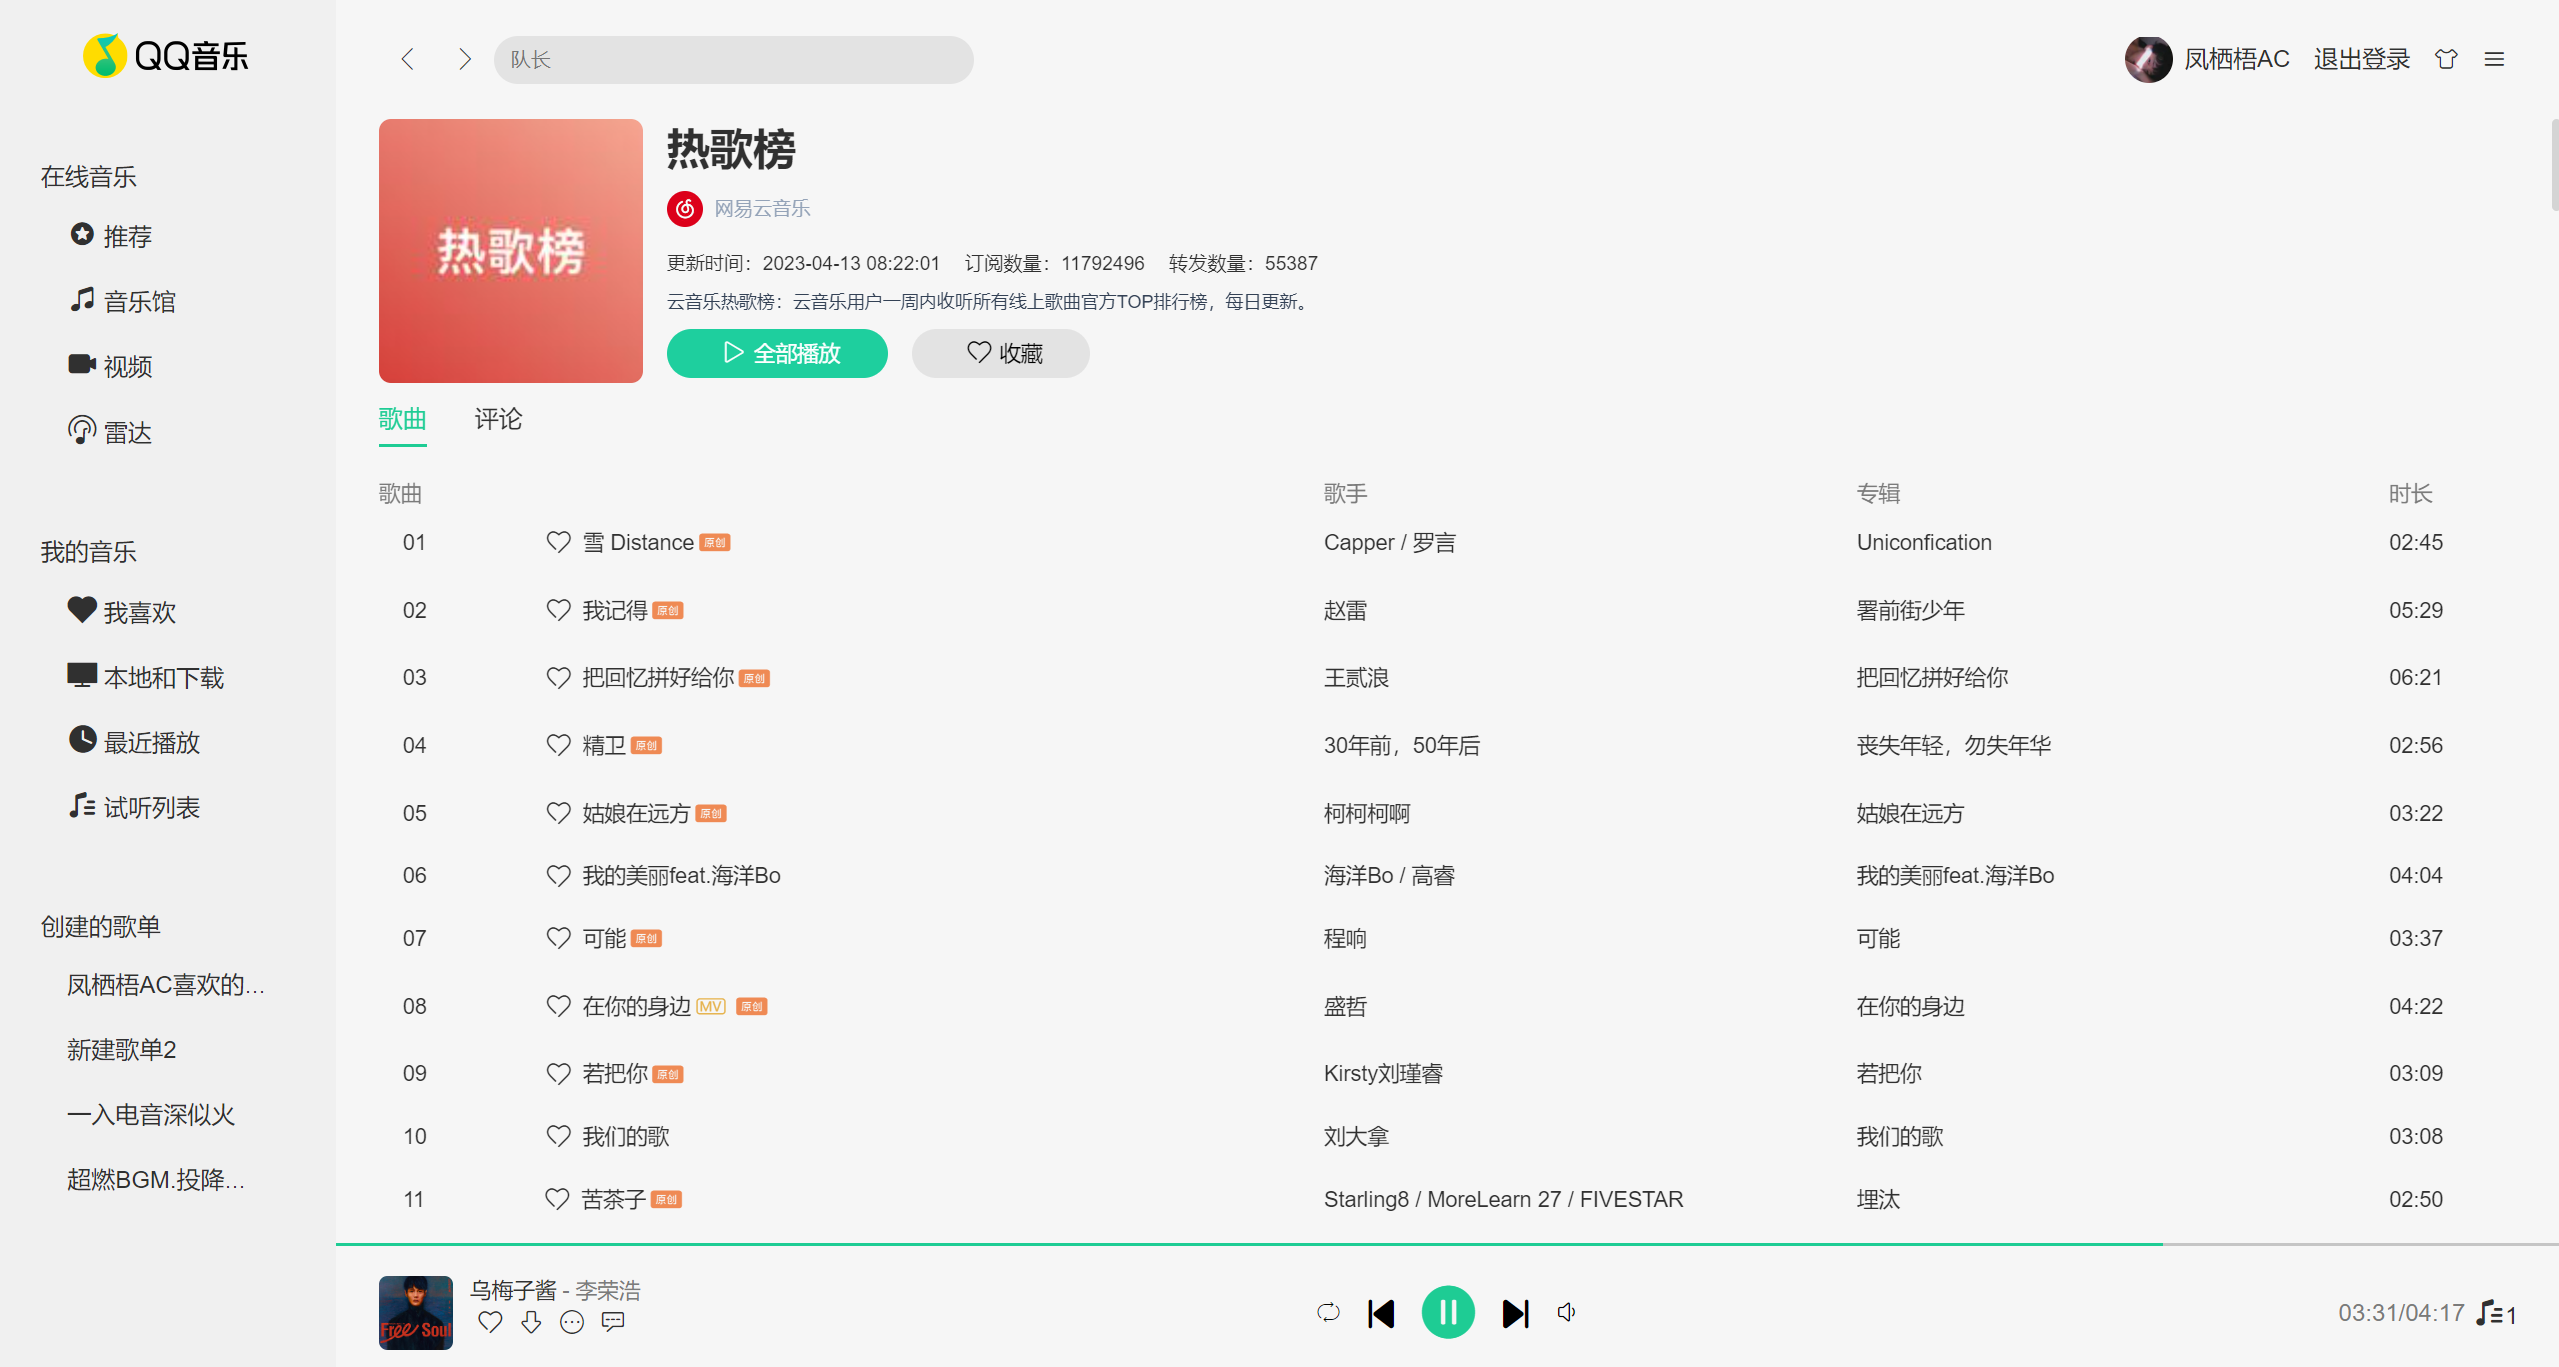 QQ音乐
队长
凤栖梧AC 退出登录
在线音乐
推荐
音乐馆
视频
雷达
我的音乐
我喜欢
本地和下载
最近播放
试听列表
创建的歌单
凤栖梧AC喜欢的...
新建歌单2
一入电音深似火
超燃BGM.投降...
热歌榜
热歌榜
网易云音乐
更新时间：2023-04-13 08:22:01 订阅数量：11792496 转发数量：55387
云音乐热歌榜：云音乐用户一周内收听所有线上歌曲官方TOP排行榜，每日更新。
全部播放 收藏
歌曲 评论
歌曲 歌手 专辑 时长
01 雪 Distance 原创 Capper / 罗言 Uniconfication 02:45
02 我记得 原创 赵雷 署前街少年 05:29
03 把回忆拼好给你 原创 王贰浪 把回忆拼好给你 06:21
04 精卫 原创 30年前，50年后 丧失年轻，勿失年华 02:56
05 姑娘在远方 原创 柯柯柯啊 姑娘在远方 03:22
06 我的美丽feat.海洋Bo 海洋Bo / 高睿 我的美丽feat.海洋Bo 04:04
07 可能 原创 程响 可能 03:37
08 在你的身边 MV 原创 盛哲 在你的身边 04:22
09 若把你 原创 Kirsty刘瑾睿 若把你 03:09
10 我们的歌 刘大拿 我们的歌 03:08
11 苦茶子 原创 Starling8 / MoreLearn 27 / FIVESTAR 埋汰 02:50
Free Soul
乌梅子酱 - 李荣浩
03:31/04:17 1